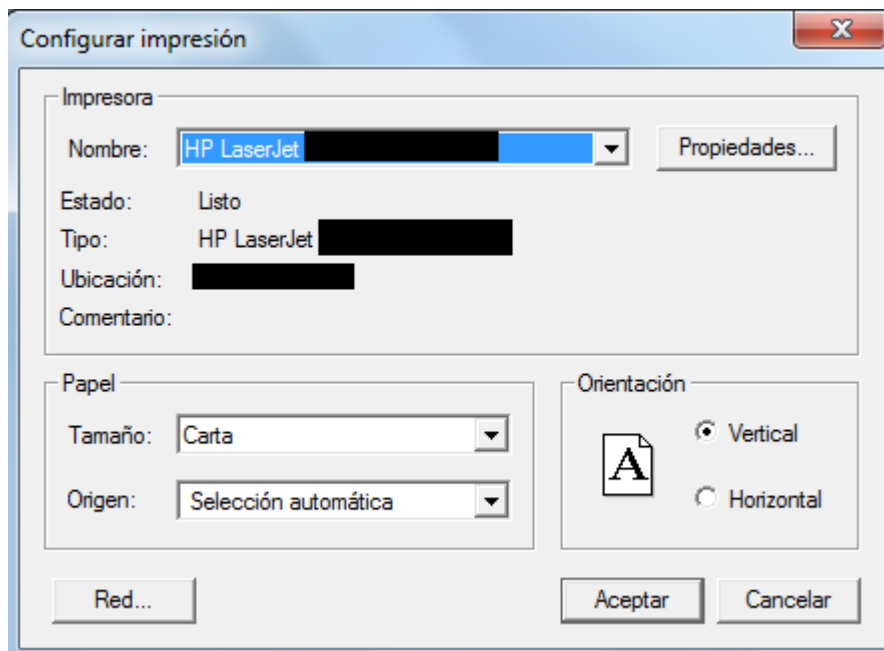 Configurar impresión
Impresora
Nombre: HP LaserJet Propiedades...
Estado: Listo
Tipo: HP LaserJet
Ubicación:
Comentario:
Papel
Tamaño: Carta
Origen: Selección automática
Orientación
A
Vertical
Horizontal
Red... Aceptar Cancelar